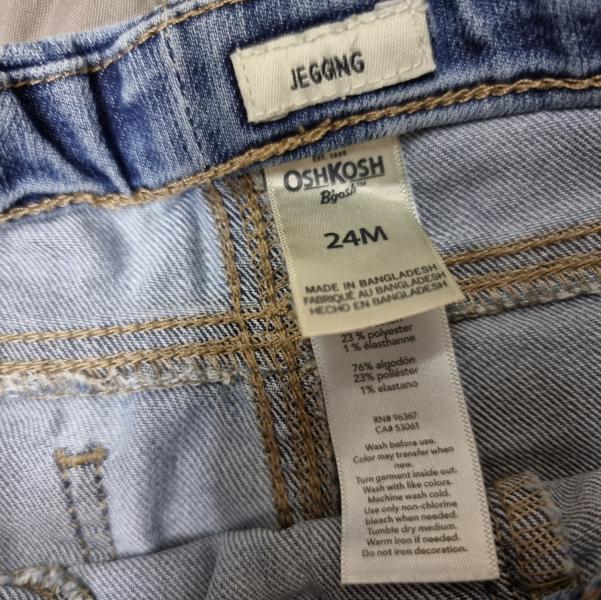 JEGGING
EST. 1895
OSHKOSH
B'gosh™
24M
MADE IN BANGLADESH
FABRIQUÉ AU BANGLADESH
HECHO EN BANGLADESH
23 % polyester
1 % élasthanne
76% algodón
23% poliéster
1% elastano
RN# 96367
CA# 53061
Wash before use.
Color may transfer when
new.
Turn garment inside out.
Wash with like colors.
Machine wash cold.
Use only non-chlorine
bleach when needed.
Tumble dry medium.
Warm iron if needed.
Do not iron decoration.